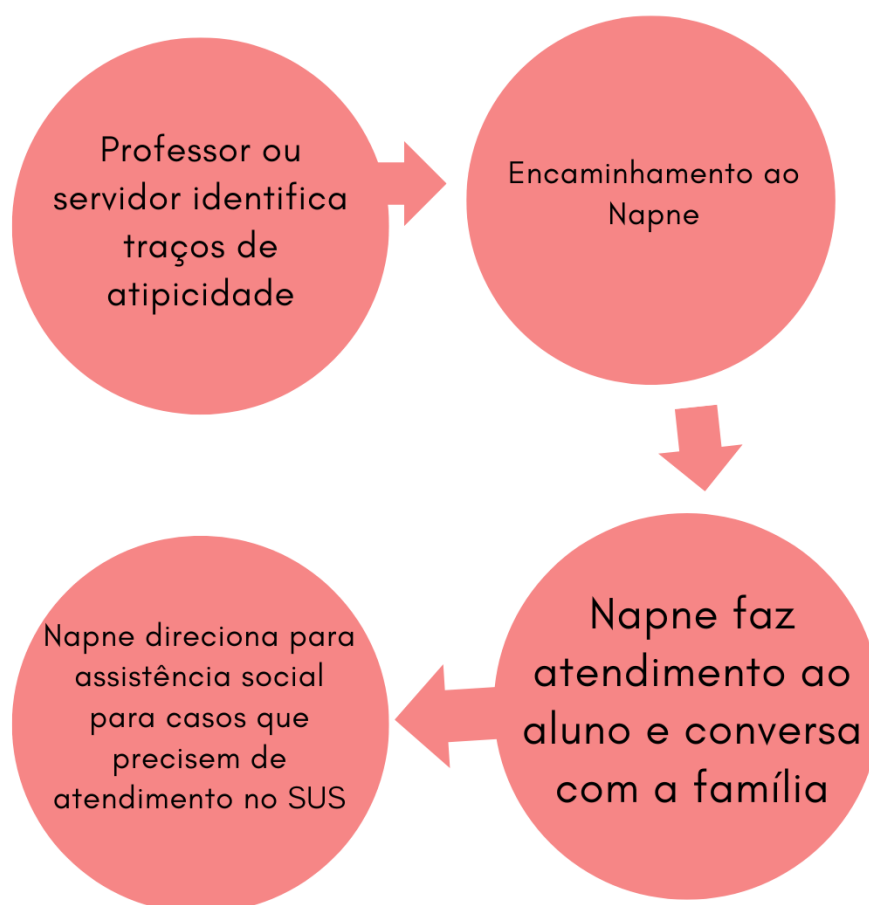 Professor ou
servidor identifica
traços de
atipicidade
Encaminhamento ao
Napne
Napne faz
atendimento ao
aluno e conversa
com a família
Napne direciona para
assistência social
para casos que
precisem de
atendimento no SUS